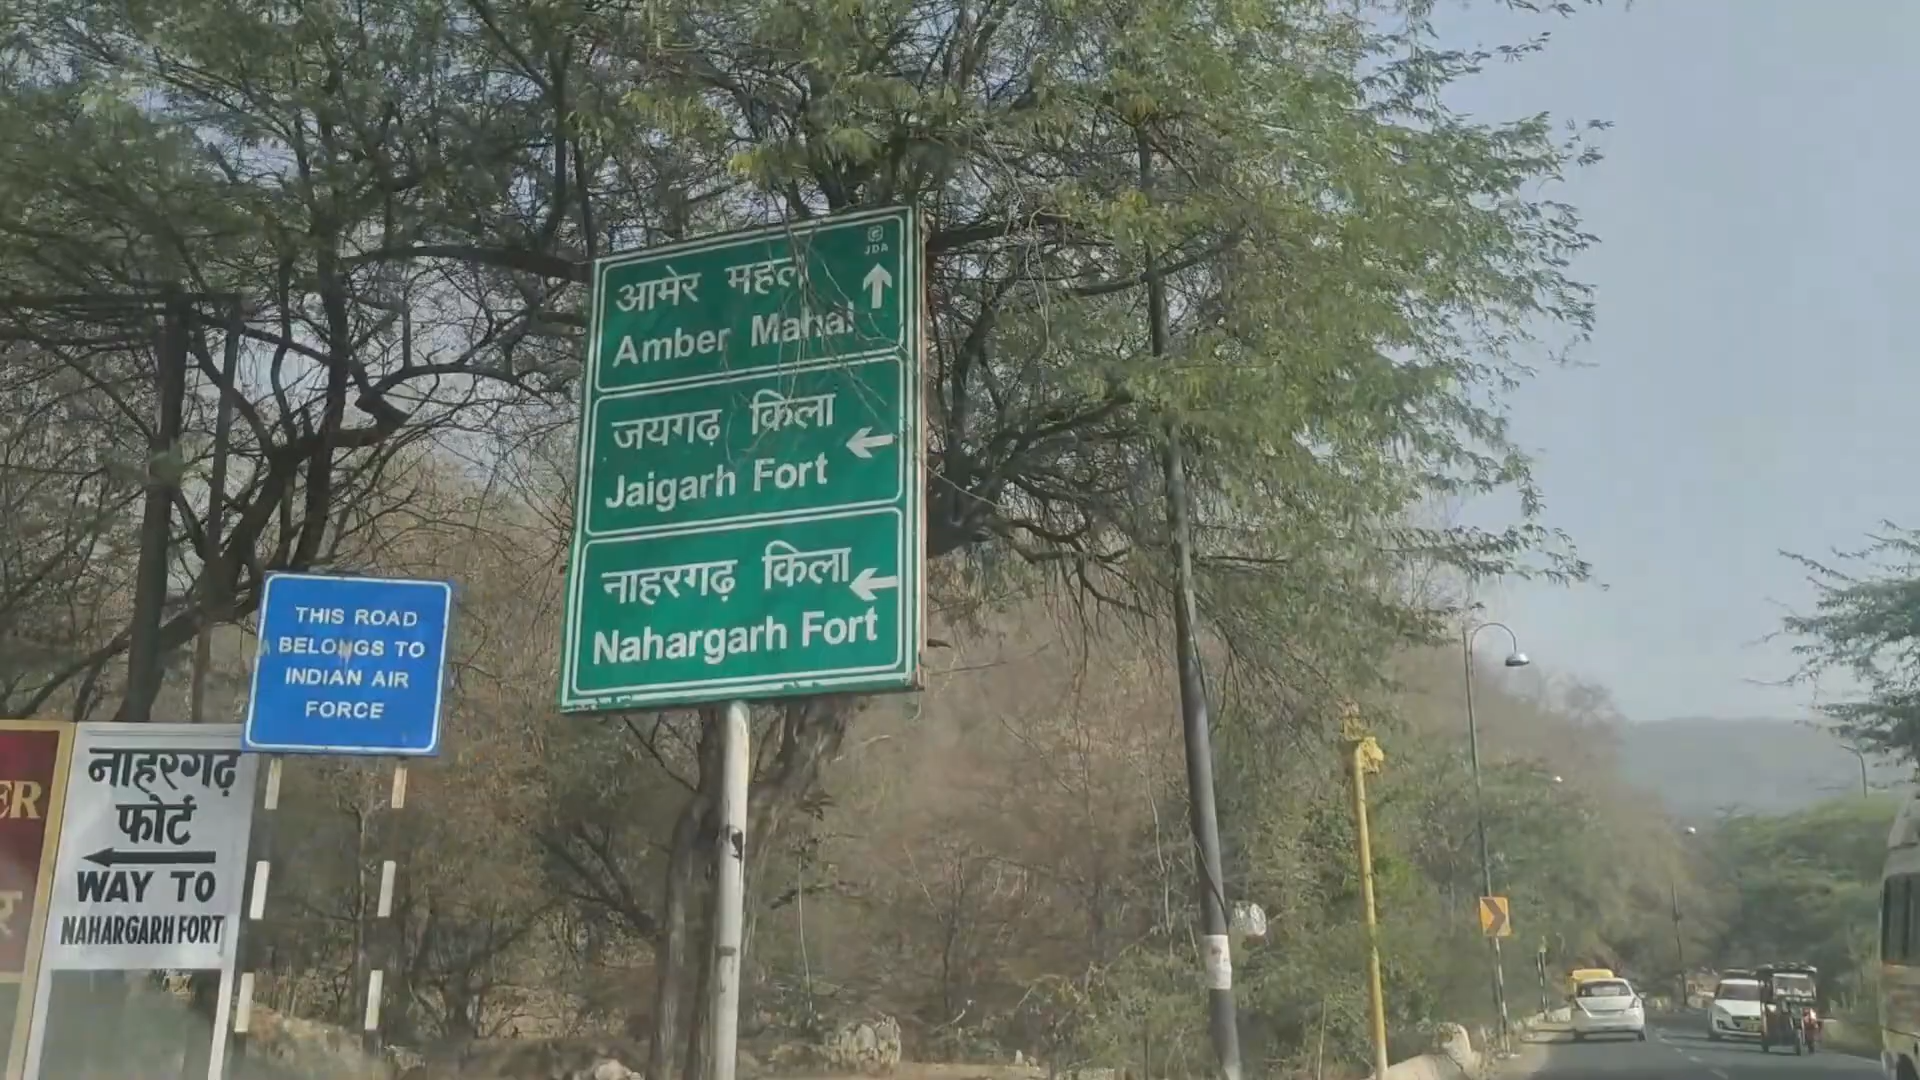 JDA
आमेर महल
Amber Mahal
जयगढ़ किला
Jaigarh Fort
नाहरगढ़ किला
Nahargarh Fort
THIS ROAD
BELONGS TO
INDIAN AIR
FORCE
नाहरगढ़
फोर्ट
WAY TO
NAHARGARH FORT
ER
र